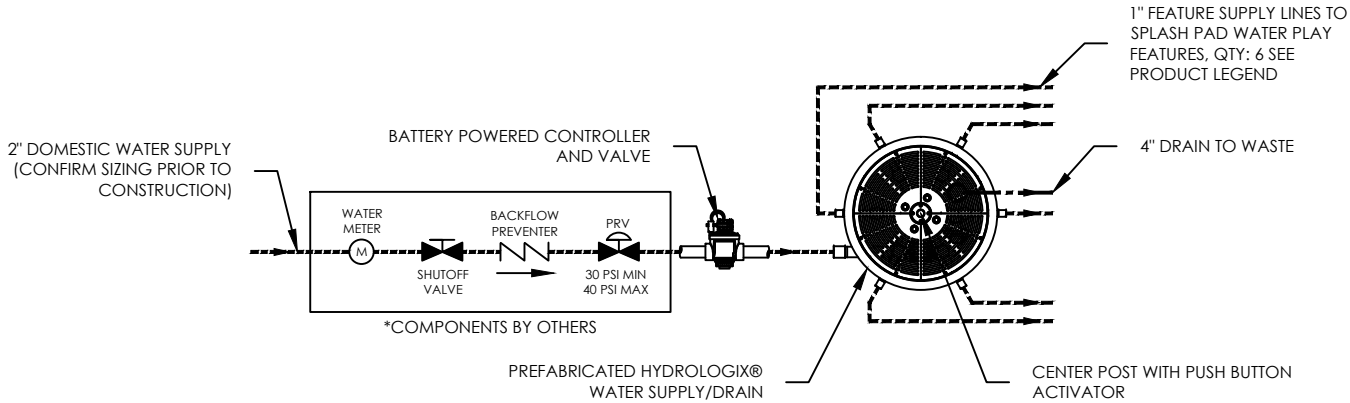 1" FEATURE SUPPLY LINES TO
SPLASH PAD WATER PLAY
FEATURES, QTY: 6 SEE
PRODUCT LEGEND
2" DOMESTIC WATER SUPPLY
(CONFIRM SIZING PRIOR TO
CONSTRUCTION)
BATTERY POWERED CONTROLLER
AND VALVE
4" DRAIN TO WASTE
WATER
METER
M
SHUTOFF
VALVE
BACKFLOW
PREVENTER
PRV
30 PSI MIN
40 PSI MAX
*COMPONENTS BY OTHERS
PREFABRICATED HYDROLOGIX®
WATER SUPPLY/DRAIN
CENTER POST WITH PUSH BUTTON
ACTIVATOR